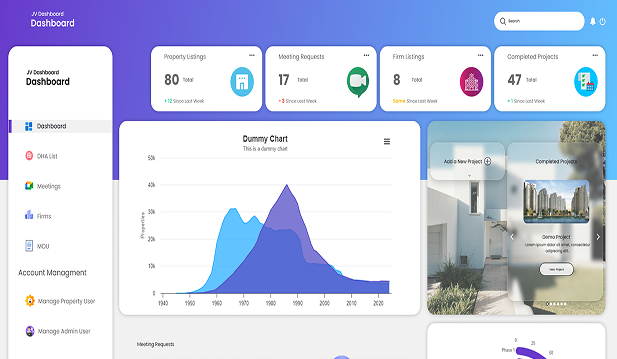 JV Dashboard
Dashboard
Search
JV Dashboard
Dashboard
Dashboard
DHA List
Meetings
Firms
MOU
Account Managment
Manage Property User
Manage Admin User
Property Listings
80 Total
+ 12 Since Last Week
Meeting Requests
17 Total
+ 3 Since Last Week
Firm Listings
8 Total
Same Since Last Week
Completed Projects
47 Total
+ 1 Since Last Week
Dummy Chart
This is a dummy chart
Properties
50k
40k
30k
20k
10k
0
1940 1950 1960 1970 1980 1990 2000 2010 2020
Add a New Project
Completed Projects
Demo Project
Lorem ipsum dolor sit amet, consectetur
adipiscing elit.
View Project
Meeting Requests
0
25
50
Phase 1